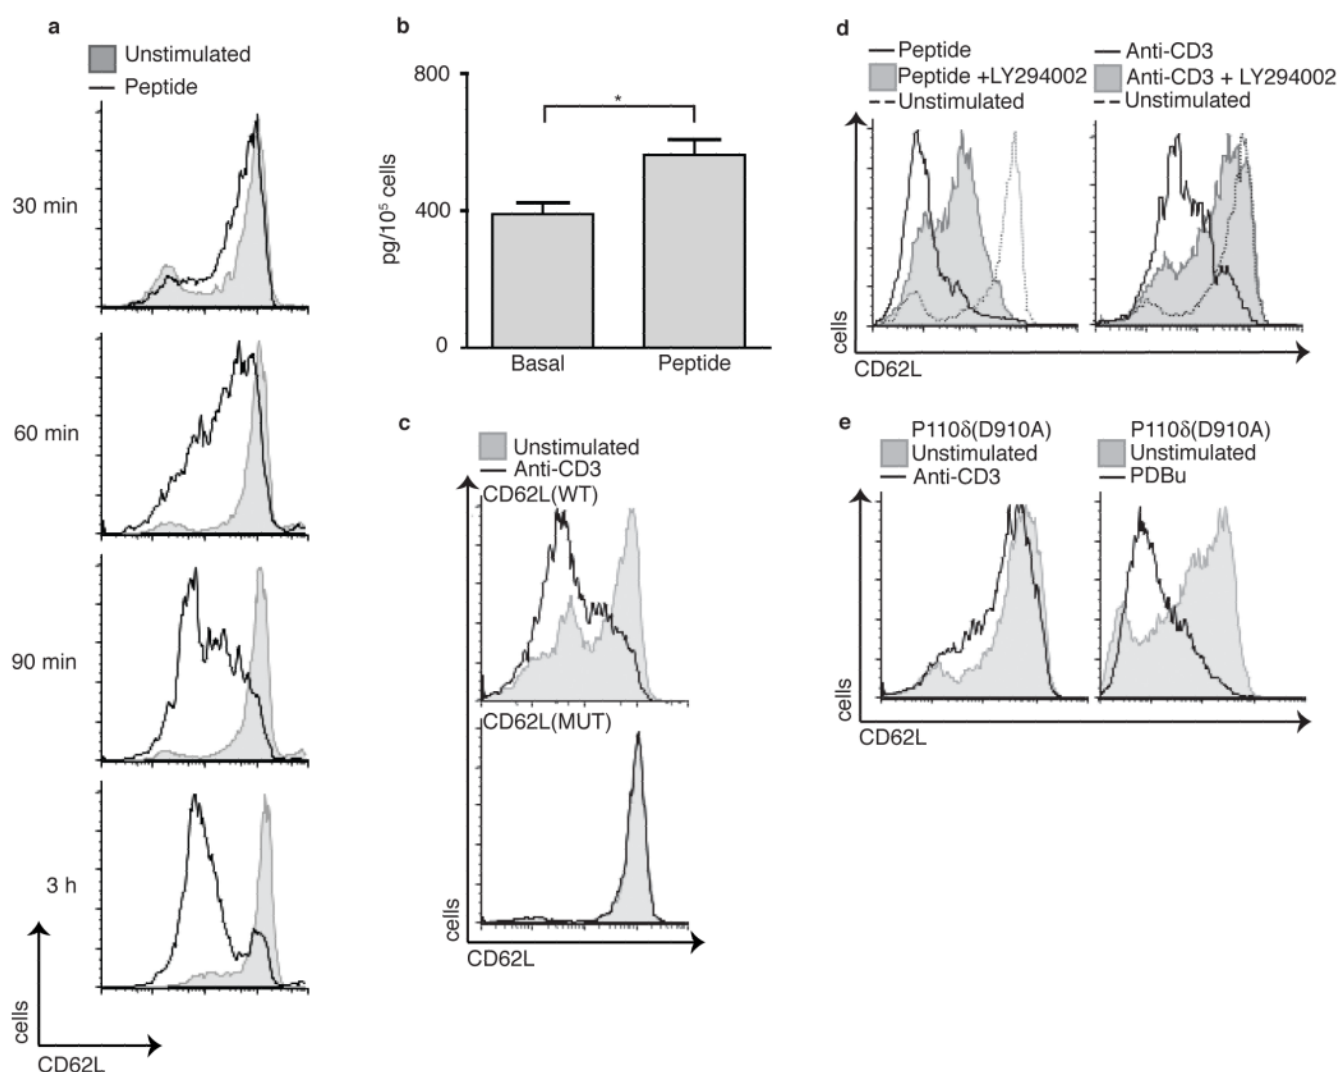 a
Unstimulated
Peptide
30 min
60 min
90 min
3 h
cells
CD62L
b
800
400
0
pg/10⁵ cells
*
Basal
Peptide
c
Unstimulated
Anti-CD3
CD62L(WT)
CD62L(MUT)
cells
CD62L
d
Peptide
Peptide +LY294002
Unstimulated
Anti-CD3
Anti-CD3 + LY294002
Unstimulated
cells
CD62L
e
P110δ(D910A)
Unstimulated
Anti-CD3
P110δ(D910A)
Unstimulated
PDBu
cells
CD62L